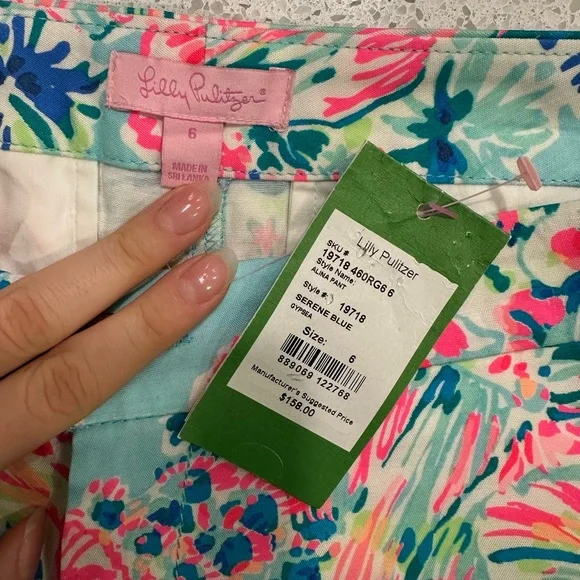 Lilly Pulitzer®
6
MADE IN
SRI LANKA
Lilly Pulitzer
SKU #
19718 460RG6 6
Style Name:
ALINA PANT
Style #: 19718
SERENE BLUE
GYPSEA
Size: 6
889069 122768
Manufacturer's Suggested Price
$158.00